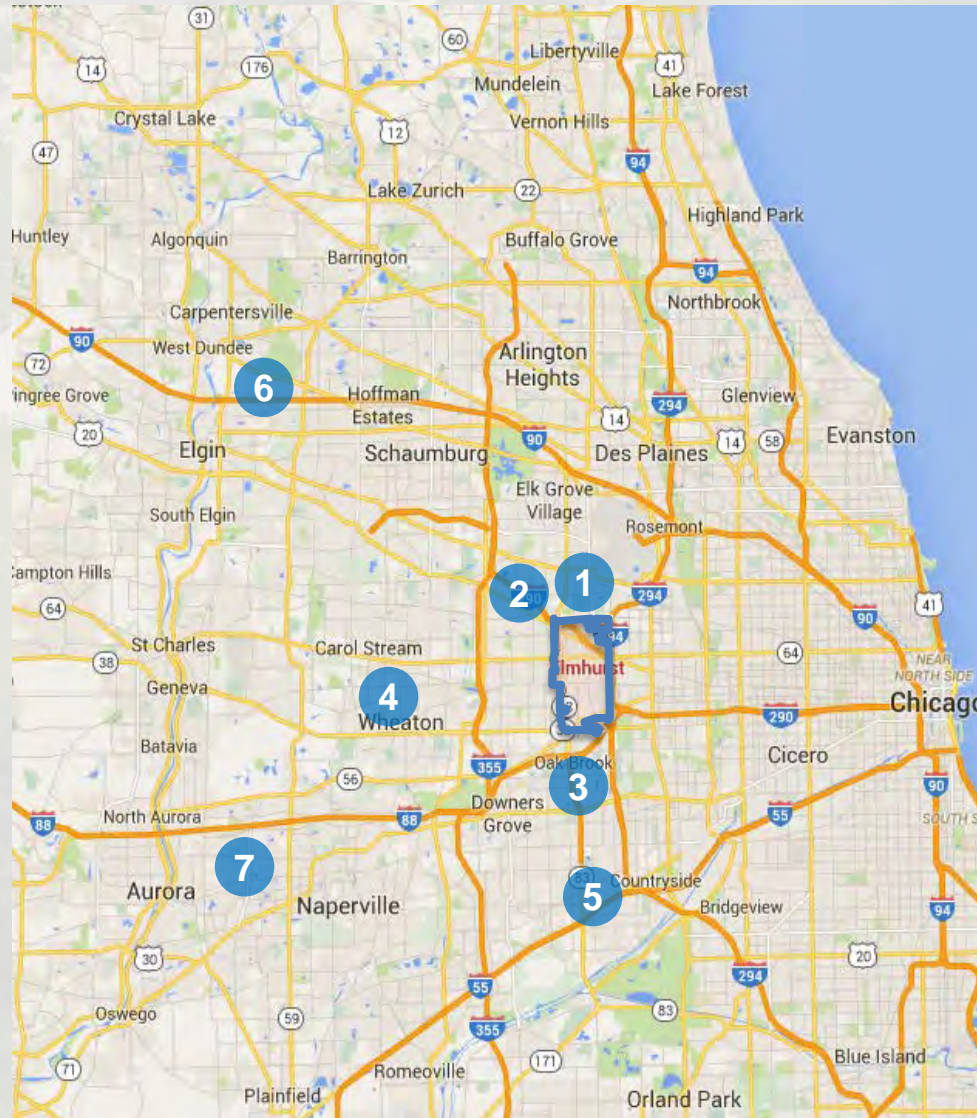 31
60
Libertyville
14
176
41
Mundelein
Lake Forest
Crystal Lake
Vernon Hills
12
47
94
Lake Zurich
22
Highland Park
Huntley
Algonquin
Buffalo Grove
Barrington
94
Northbrook
Carpentersville
90
West Dundee
Arlington
Heights
72
6
Hoffman
Estates
Glenview
ingree Grove
294
14
20
90
14
58
Evanston
Elgin
Schaumburg
Des Plaines
Elk Grove
Village
South Elgin
Rosemont
Campton Hills
1
2
90
294
90
41
64
St Charles
94
Carol Stream
64
NEAR
NORTH SIDE
38
Elmhurst
Geneva
4
Chicago
Wheaton
290
Batavia
Cicero
355
Oak Brook
56
3
90
North Aurora
Downers
Grove
55
88
88
SOUTH S
7
83
Countryside
Aurora
5
Naperville
Bridgeview
94
30
20
294
55
Oswego
59
83
355
Blue Island
171
71
Romeoville
Plainfield
Orland Park